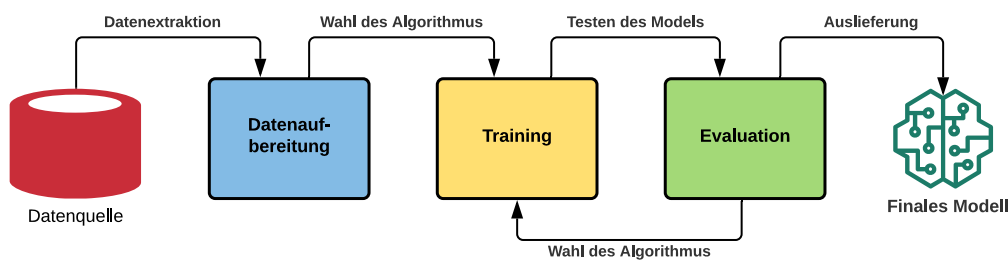 Datenextraktion
Wahl des Algorithmus
Testen des Models
Auslieferung
Datenauf-
bereitung
Training
Evaluation
Datenquelle
Finales Modell
Wahl des Algorithmus